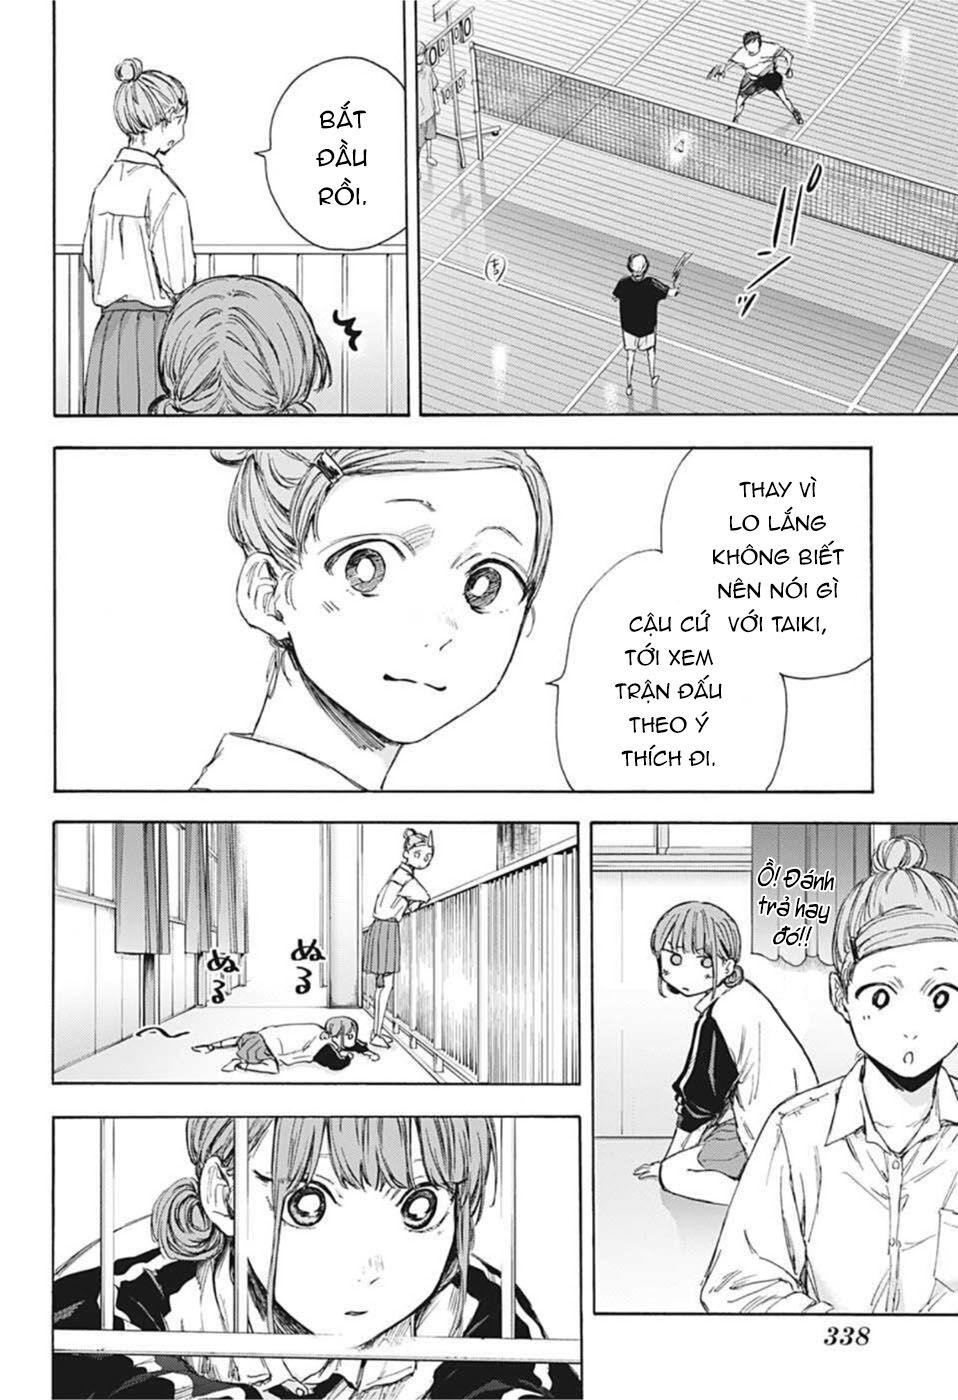 BẮT
ĐẦU
RỒI.
THAY VÌ
LO LẮNG
KHÔNG BIẾT
NÊN NÓI GÌ
VỚI TAIKI,
CẬU CỨ
TỚI XEM
TRẬN ĐẤU
THEO Ý
THÍCH ĐI.
Ồ! Đánh
trả hay
đó!!
ぬる
ぬる
338